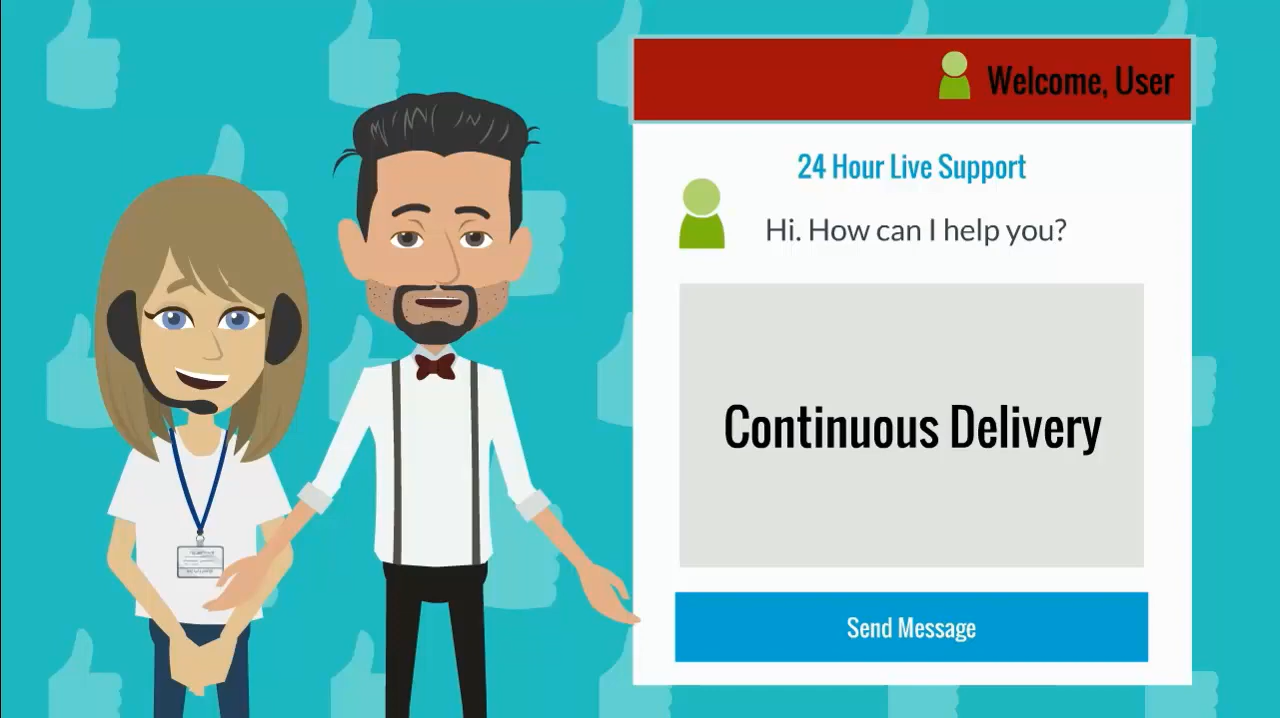 Welcome, User
24 Hour Live Support
Hi. How can I help you?
Continuous Delivery
Send Message